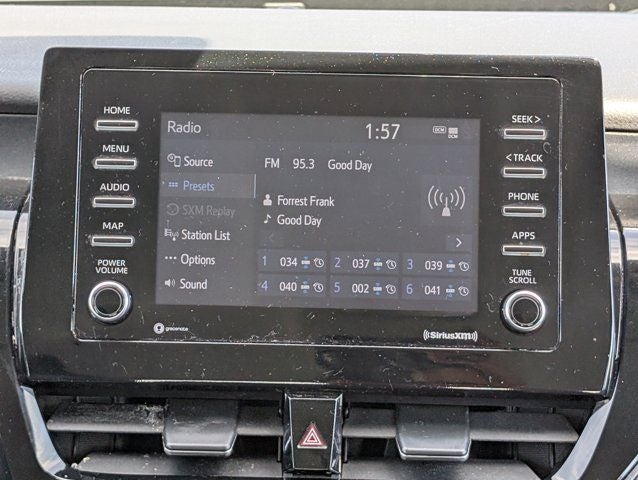 HOME
MENU
AUDIO
MAP
POWER
VOLUME
Radio
1:57
DCM
DCM
Source
FM 95.3 Good Day
Presets
SXM Replay
Forrest Frank
Good Day
Station List
Options
Sound
1 034 2 037 3 039
4 040 5 002 6 041
SEEK >
< TRACK
PHONE
APPS
TUNE
SCROLL
gracenote
SiriusXM